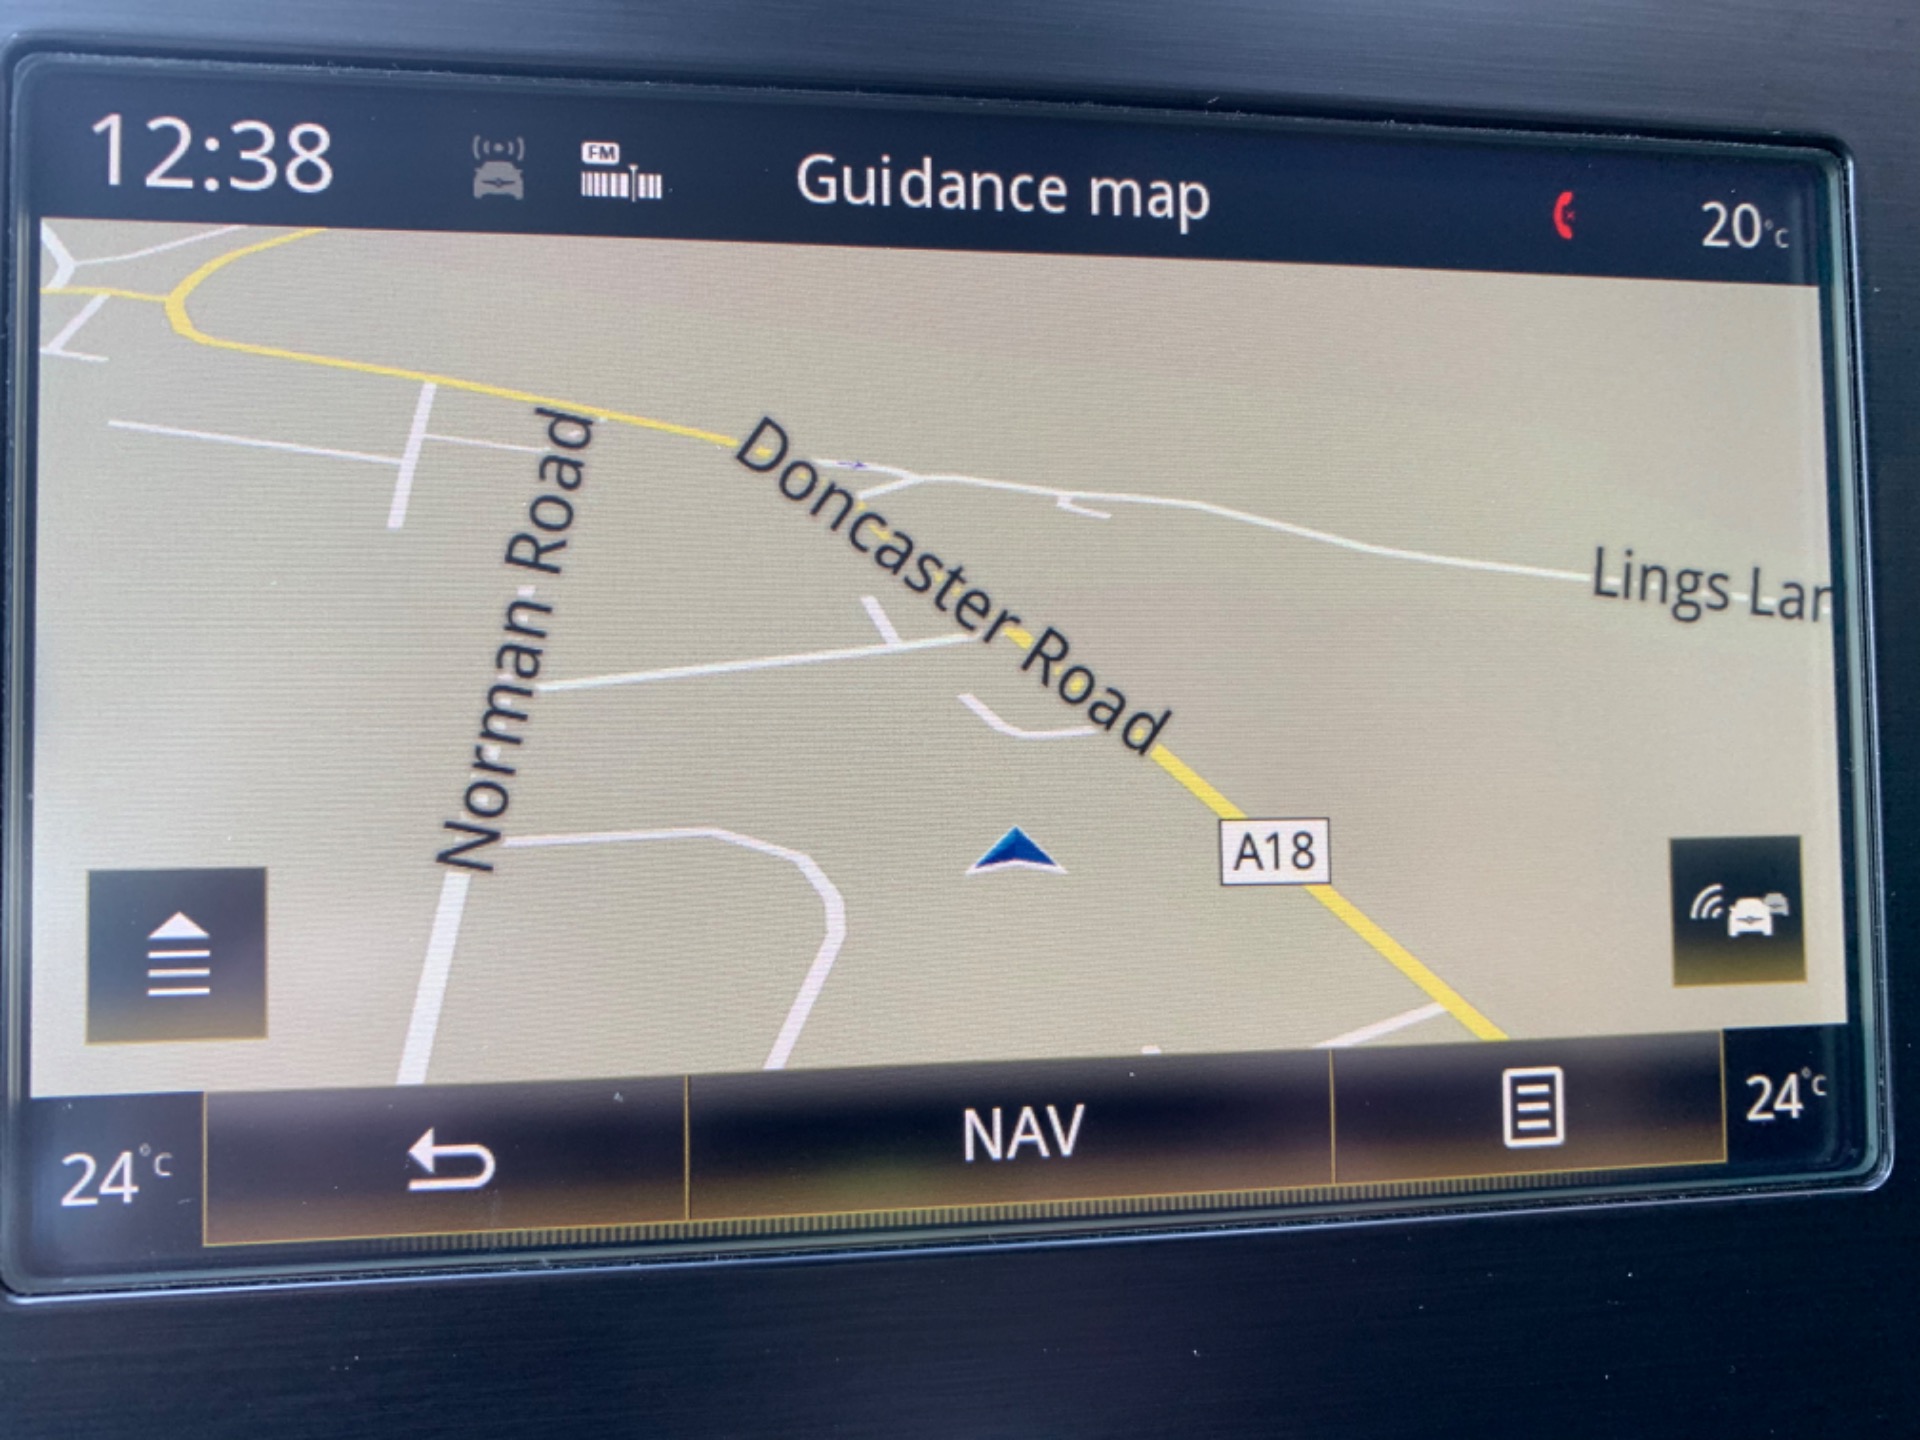 12:38
FM
Guidance map
20°C
Norman Road
Doncaster Road
Lings Lan
A18
24°C
NAV
24°C